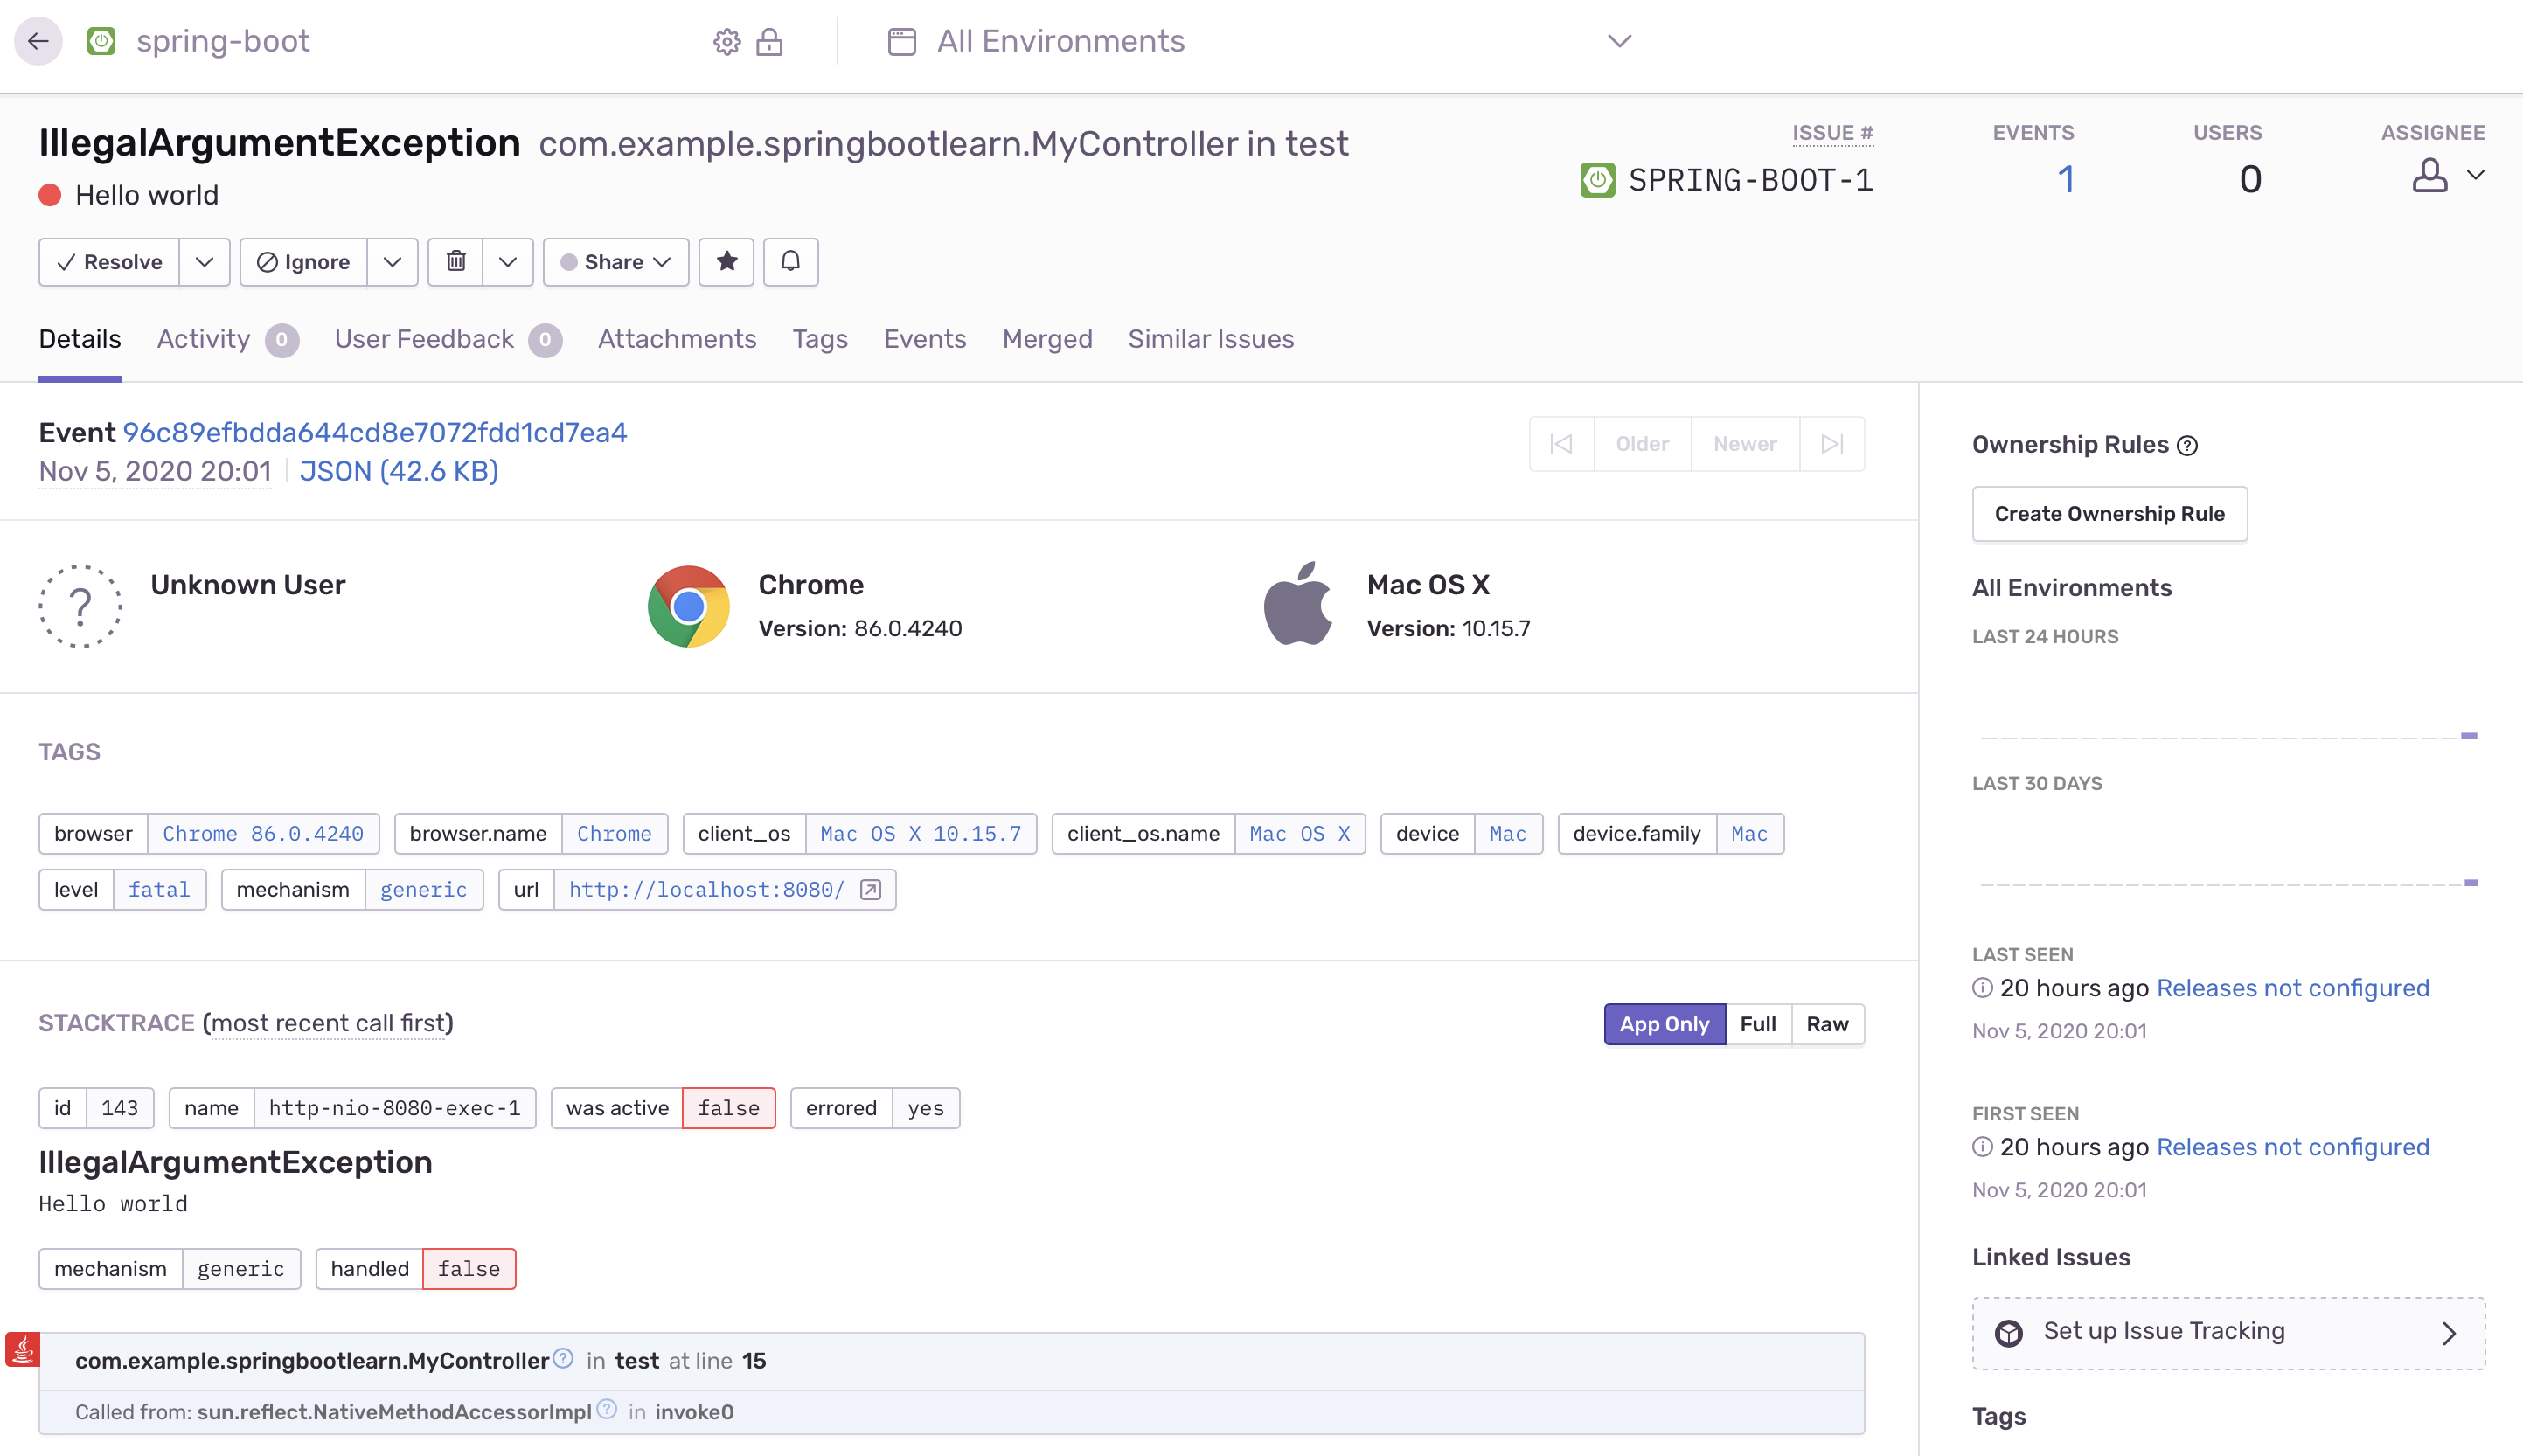 spring-boot All Environments
IllegalArgumentException com.example.springbootlearn.MyController in test
Hello world
ISSUE # EVENTS USERS ASSIGNEE
SPRING-BOOT-1 1 0
Resolve Ignore Share
Details Activity 0 User Feedback 0 Attachments Tags Events Merged Similar Issues
Event 96c89efbdda644cd8e7072fdd1cd7ea4
Nov 5, 2020 20:01 JSON (42.6 KB)
Older Newer
? Unknown User
Chrome
Version: 86.0.4240
Mac OS X
Version: 10.15.7
TAGS
browser Chrome 86.0.4240 browser.name Chrome client_os Mac OS X 10.15.7 client_os.name Mac OS X device Mac device.family Mac
level fatal mechanism generic url http://localhost:8080/
STACKTRACE (most recent call first)
App Only Full Raw
id 143 name http-nio-8080-exec-1 was active false errored yes
IllegalArgumentException
Hello world
mechanism generic handled false
com.example.springbootlearn.MyController ? in test at line 15
Called from: sun.reflect.NativeMethodAccessorImpl ? in invoke0
Ownership Rules ?
Create Ownership Rule
All Environments
LAST 24 HOURS
LAST 30 DAYS
LAST SEEN
20 hours ago Releases not configured
Nov 5, 2020 20:01
FIRST SEEN
20 hours ago Releases not configured
Nov 5, 2020 20:01
Linked Issues
Set up Issue Tracking
Tags